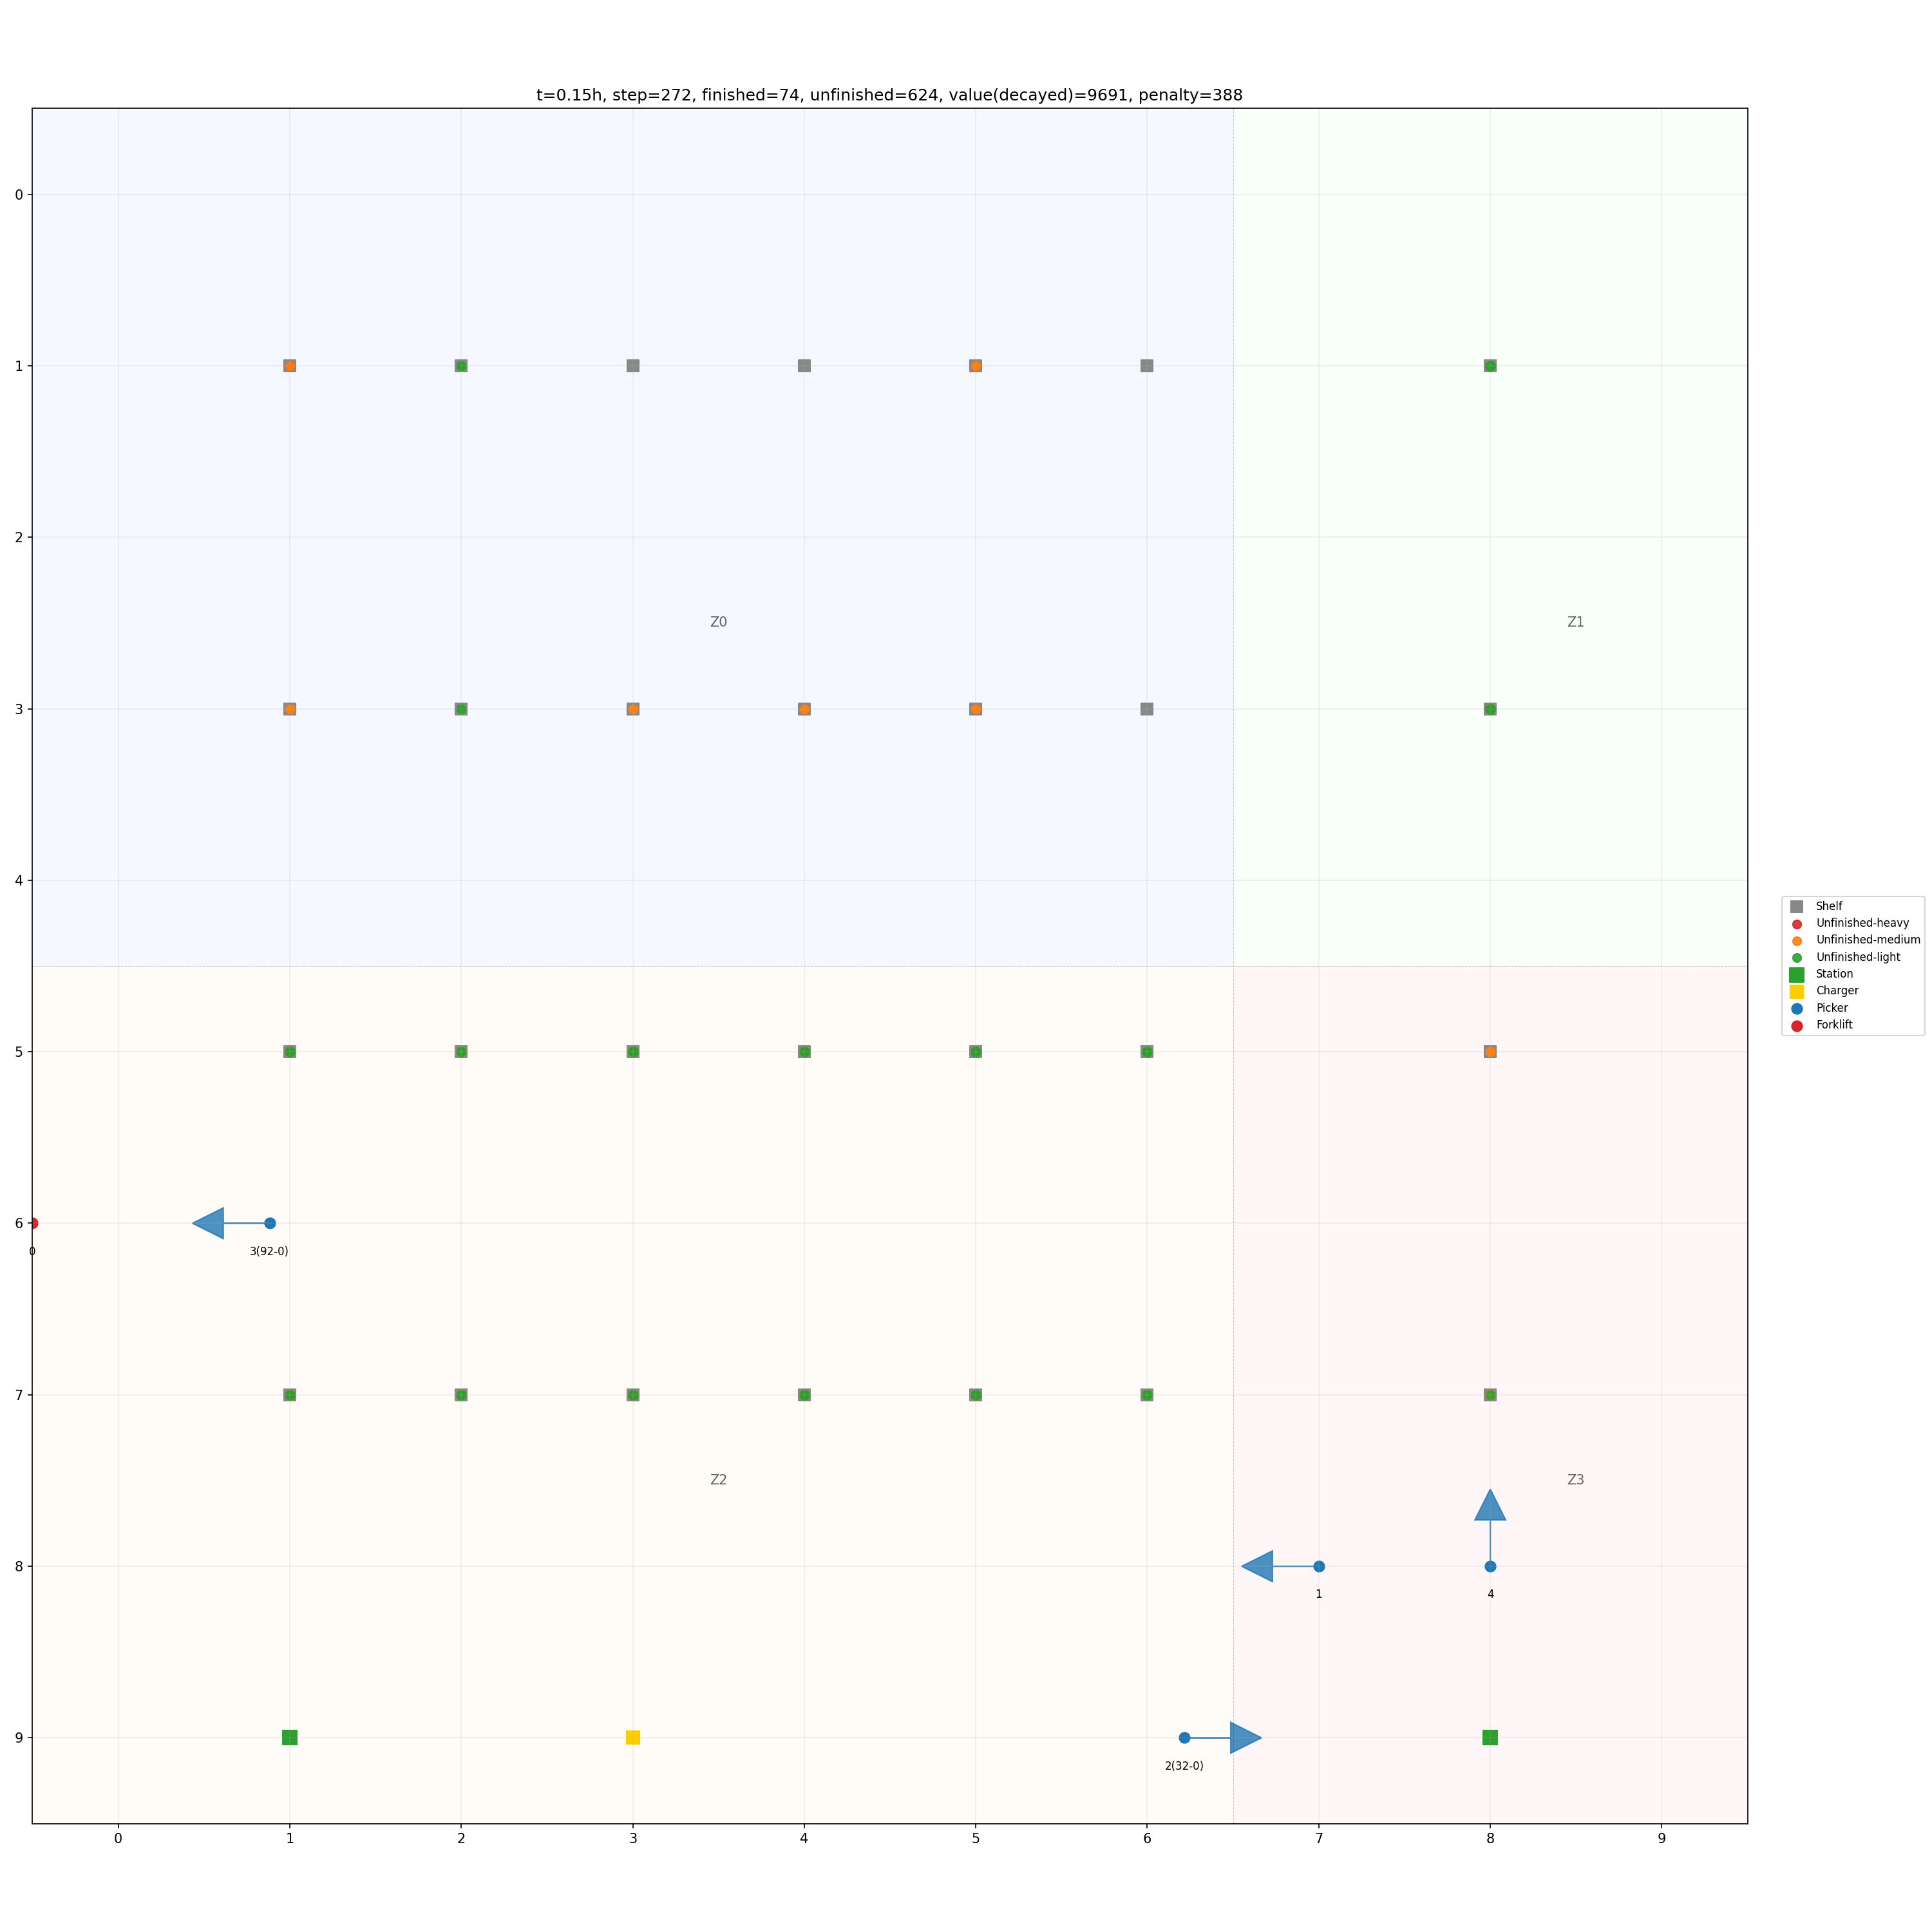 t=0.15h, step=272, finished=74, unfinished=624, value(decayed)=9691, penalty=388
0
1
2
Z0
Z1
3
4
Shelf
Unfinished-heavy
Unfinished-medium
Unfinished-light
Station
Charger
Picker
Forklift
5
6
0
3(92-0)
7
Z2
Z3
8
1
4
9
2(32-0)
0
1
2
3
4
5
6
7
8
9